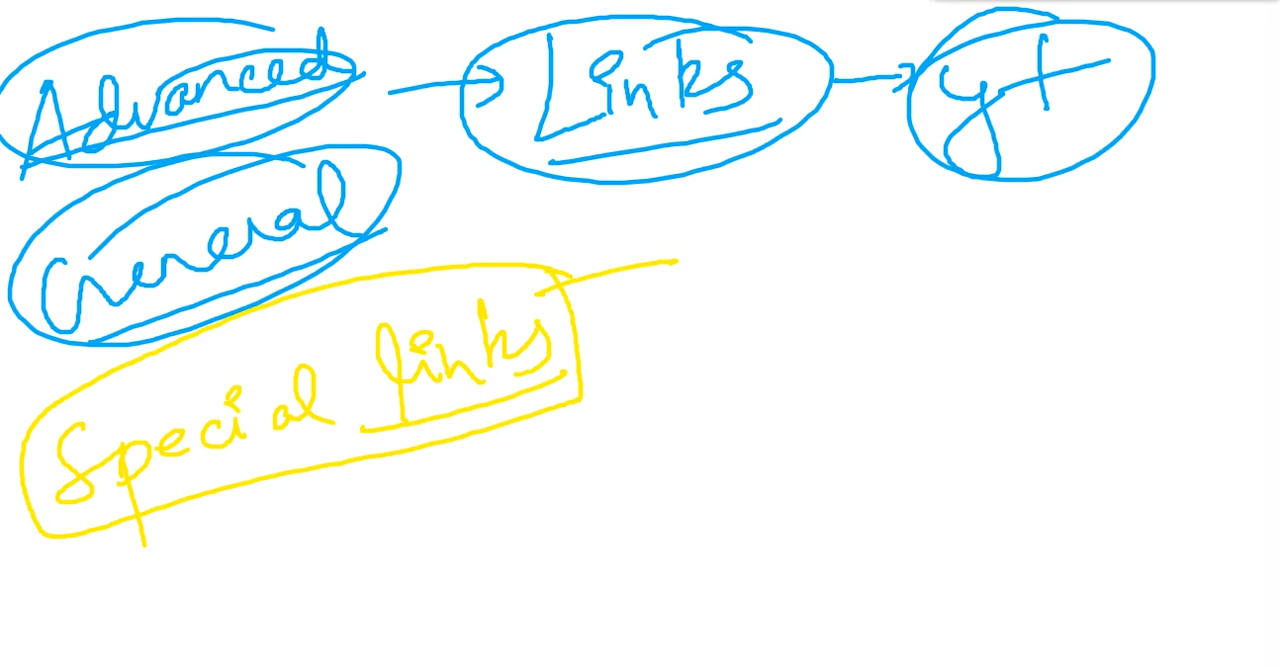 Advanced → Links → yt
General
Special links